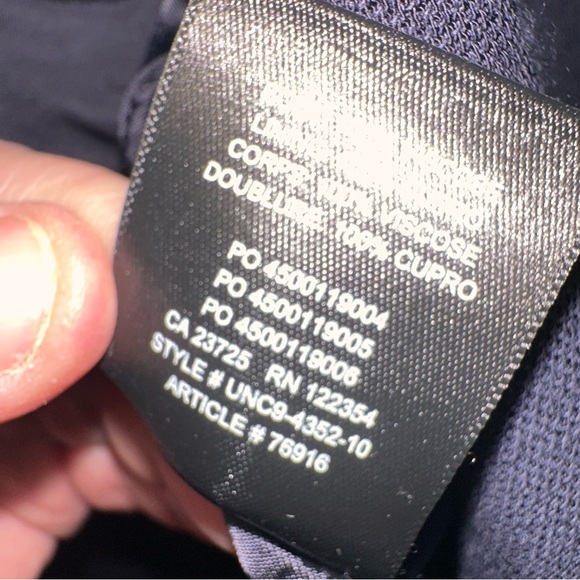 CORPS: 100% VISCOSE
DOUBLURE: 100% CUPRO
PO 4500119004
PO 4500119005
PO 4500119006
CA 23725 RN 122354
STYLE # UNC9-4352-10
ARTICLE # 76916